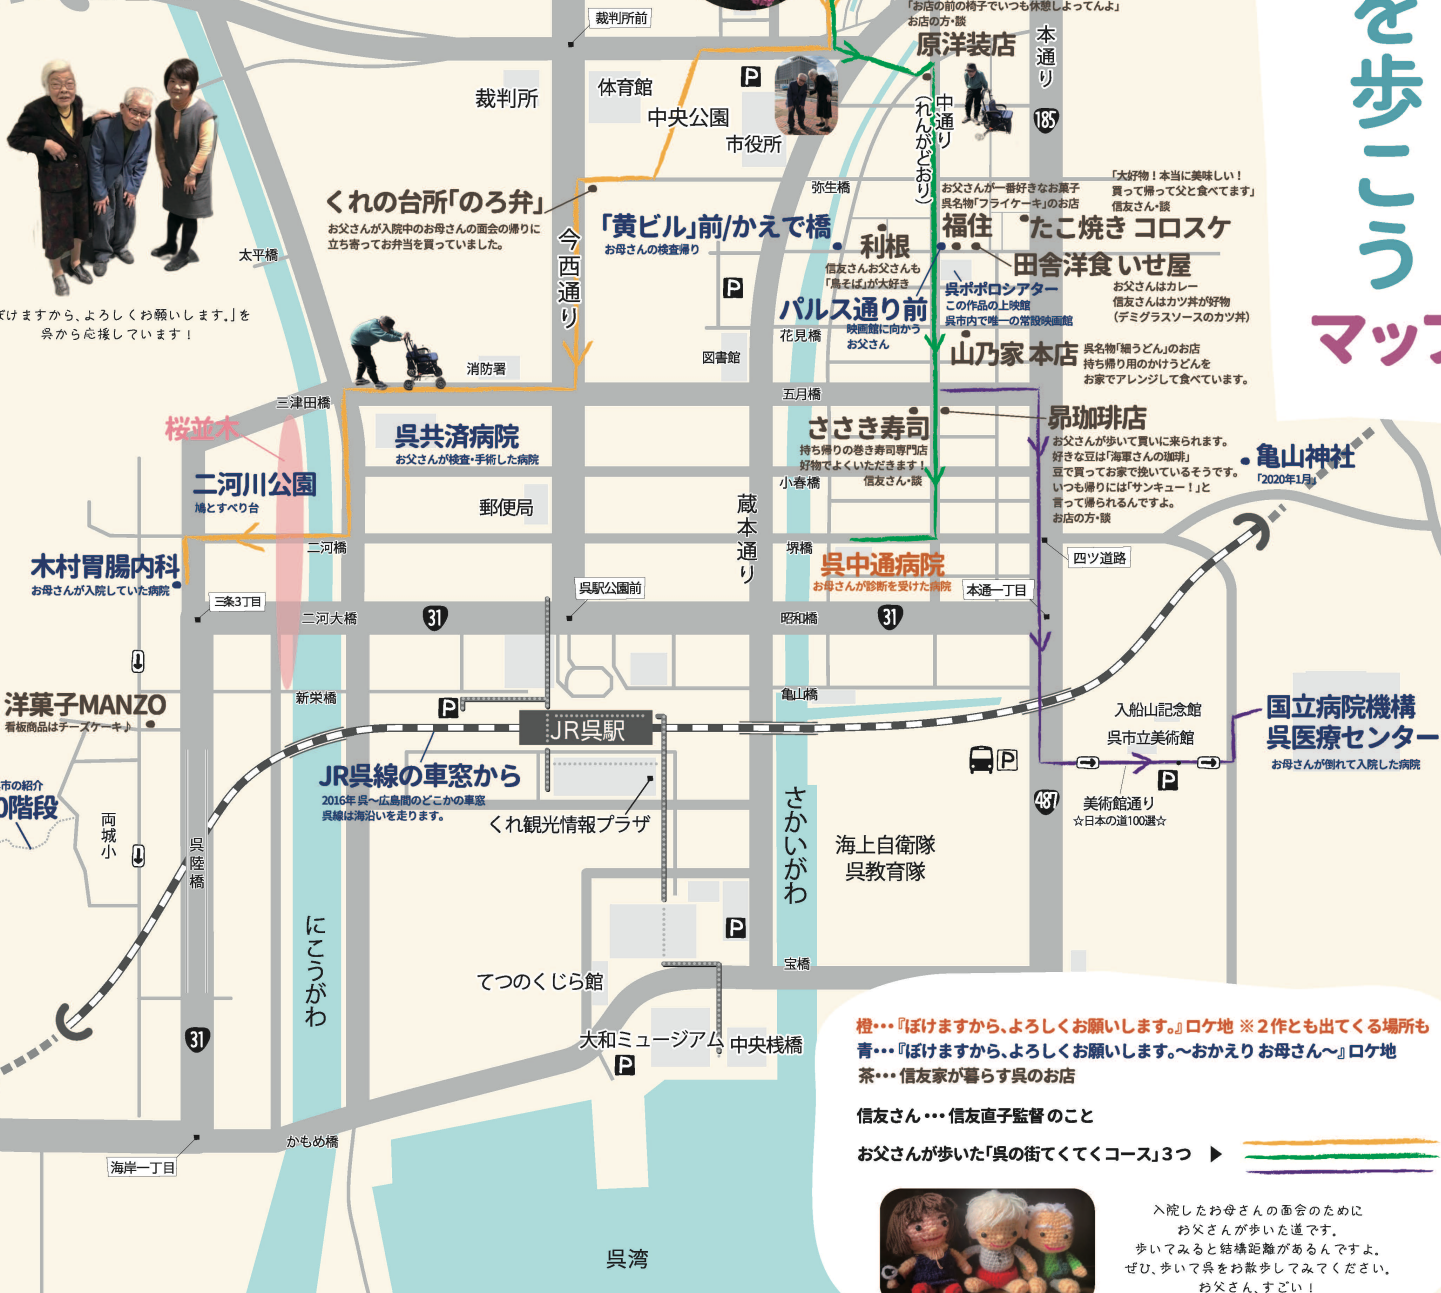 を歩こう
マップ
裁判所前
「お店の前の椅子でいつも休憩しよってんよ」
お店の方・談
原洋装店
本通り
185
体育館
裁判所
中央公園
市役所
中通り
(れんがどおり)
弥生橋
くれの台所「のろ弁」
お父さんが入院中のお母さんの面会の帰りに
立ち寄ってお弁当を買っていました。
今西通り
「黄ビル」前/かえで橋
お母さんの検査帰り
お父さんが一番好きなお菓子
呉名物「フライケーキ」のお店
福住
「大好物！本当に美味しい！
買って帰って父と食べてます」
信友さん・談
たこ焼き コロスケ
利根
信友さんお父さんも
「鳥そば」が大好き
田舎洋食 いせ屋
お父さんはカレー
信友さんはカツ丼が好物
(デミグラスソースのカツ丼)
呉ポポロシアター
この作品の上映館
呉市内で唯一の常設映画館
パルス通り前
映画館に向かう
お父さん
花見橋
太平橋
ぼけますから、よろしくお願いします。」を
呉から応援しています！
図書館
消防署
山乃家 本店
呉名物「細うどん」のお店
持ち帰り用のかけうどんを
お家でアレンジして食べています。
三津田橋
五月橋
桜並木
呉共済病院
お父さんが検査・手術した病院
ささき寿司
持ち帰りの巻き寿司専門店
好物でよくいただきます！
信友さん・談
昴珈琲店
お父さんが歩いて買いに来られます。
好きな豆は「海軍さんの珈琲」
豆で買ってお家で挽いているそうです。
いつも帰りには「サンキュー！」と
言って帰られるんですよ。
お店の方・談
亀山神社
「2020年1月」
二河川公園
鳩とすべり台
小春橋
郵便局
蔵本通り
二河橋
堺橋
木村胃腸内科
お母さんが入院していた病院
呉中通病院
お母さんが診断を受けた病院
四ツ道路
本通一丁目
三条3丁目
呉駅公園前
二河大橋
31
昭和橋
31
新栄橋
亀山橋
洋菓子MANZO
看板商品はチーズケーキ♪
JR呉駅
入船山記念館
呉市立美術館
国立病院機構
呉医療センター
お母さんが倒れて入院した病院
JR呉線の車窓から
2016年 呉～広島間のどこかの車窓
呉線は海沿いを走ります。
市の紹介
0階段
両城小
呉陸橋
くれ観光情報プラザ
さかいがわ
海上自衛隊
呉教育隊
487
美術館通り
☆日本の道100選☆
にこうがわ
てつのくじら館
宝橋
31
大和ミュージアム
中央桟橋
P
P
P
P
P
P
P
かもめ橋
海岸一丁目
呉湾
橙･･･『ぼけますから、よろしくお願いします。』ロケ地 ※２作とも出てくる場所も
青･･･『ぼけますから、よろしくお願いします。～おかえり お母さん～』ロケ地
茶･･･信友家が暮らす呉のお店
信友さん･･･信友直子監督のこと
お父さんが歩いた「呉の街てくてくコース」３つ ▶
入院したお母さんの面会のために
お父さんが歩いた道です。
歩いてみると結構距離があるんですよ。
ぜひ、歩いて呉をお散歩してみてください。
お父さん、すごい！